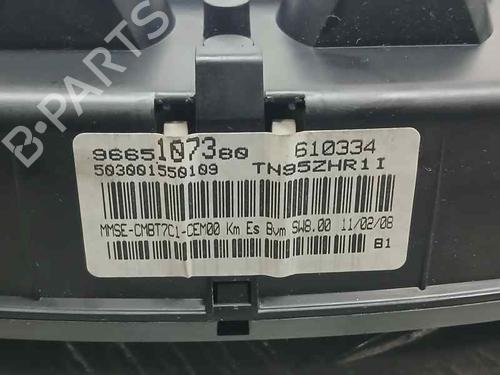 B-PARTS
9665107380 610334
503001550109 TN95ZHR1I
MMSE-CMBT7C1-CEM00 Km Es Bvm SW8.00 11/02/08
B1